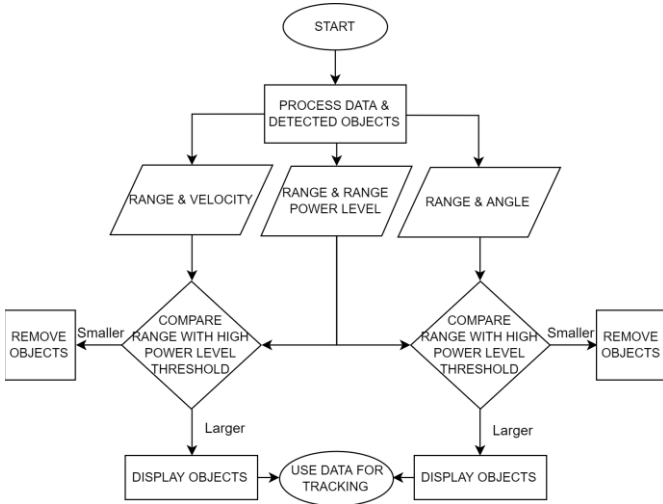 START
PROCESS DATA &
DETECTED OBJECTS
RANGE & VELOCITY
RANGE & RANGE
POWER LEVEL
RANGE & ANGLE
COMPARE
RANGE WITH HIGH
POWER LEVEL
THRESHOLD
Smaller
REMOVE
OBJECTS
COMPARE
RANGE WITH HIGH
POWER LEVEL
THRESHOLD
Smaller
REMOVE
OBJECTS
Larger
Larger
DISPLAY OBJECTS
USE DATA FOR
TRACKING
DISPLAY OBJECTS